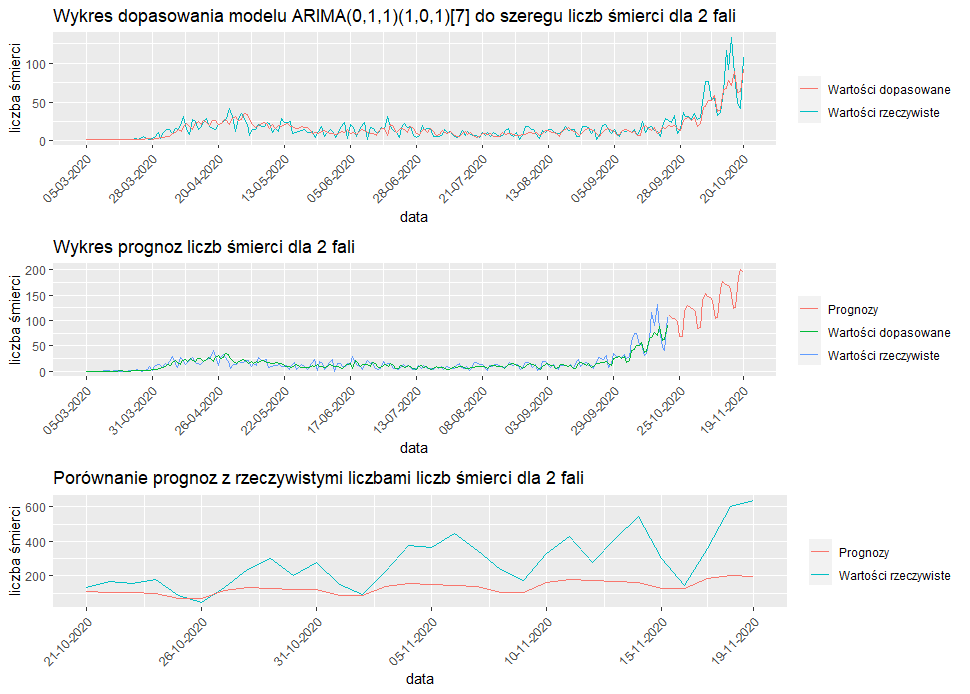 Wykres dopasowania modelu ARIMA(0,1,1)(1,0,1)[7] do szeregu liczb śmierci dla 2 fali
liczba śmierci
100
50
0
05-03-2020 28-03-2020 20-04-2020 13-05-2020 05-06-2020 28-06-2020 21-07-2020 13-08-2020 05-09-2020 28-09-2020 20-10-2020
data
Wartości dopasowane
Wartości rzeczywiste
Wykres prognoz liczb śmierci dla 2 fali
liczba śmierci
200
150
100
50
0
05-03-2020 31-03-2020 26-04-2020 22-05-2020 17-06-2020 13-07-2020 08-08-2020 03-09-2020 29-09-2020 25-10-2020 19-11-2020
data
Prognozy
Wartości dopasowane
Wartości rzeczywiste
Porównanie prognoz z rzeczywistymi liczbami liczb śmierci dla 2 fali
liczba śmierci
600
400
200
21-10-2020 26-10-2020 31-10-2020 05-11-2020 10-11-2020 15-11-2020 19-11-2020
data
Prognozy
Wartości rzeczywiste